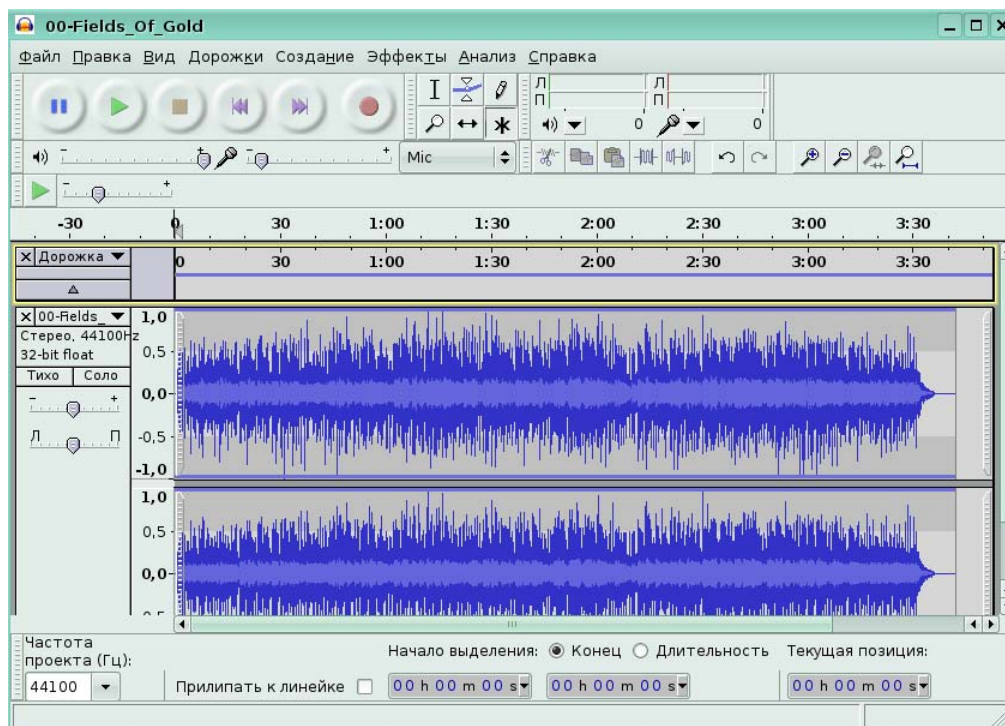 00-Fields_Of_Gold
Файл Правка Вид Дорожки Создание Эффекты Анализ Справка
Л Л
П П
0 0
Mic
-30 0 30 1:00 1:30 2:00 2:30 3:00 3:30
Дорожка
0 30 1:00 1:30 2:00 2:30 3:00 3:30
00-Fields_
Стерео, 44100Hz
32-bit float
Тихо Соло
- +
Л П
1,0
0,5
0,0
-0,5
-1,0
1,0
0,5
0,0
-0,5
Частота
проекта (Гц):
Начало выделения: Конец Длительность Текущая позиция:
44100 Прилипать к линейке 00 h 00 m 00 s 00 h 00 m 00 s 00 h 00 m 00 s